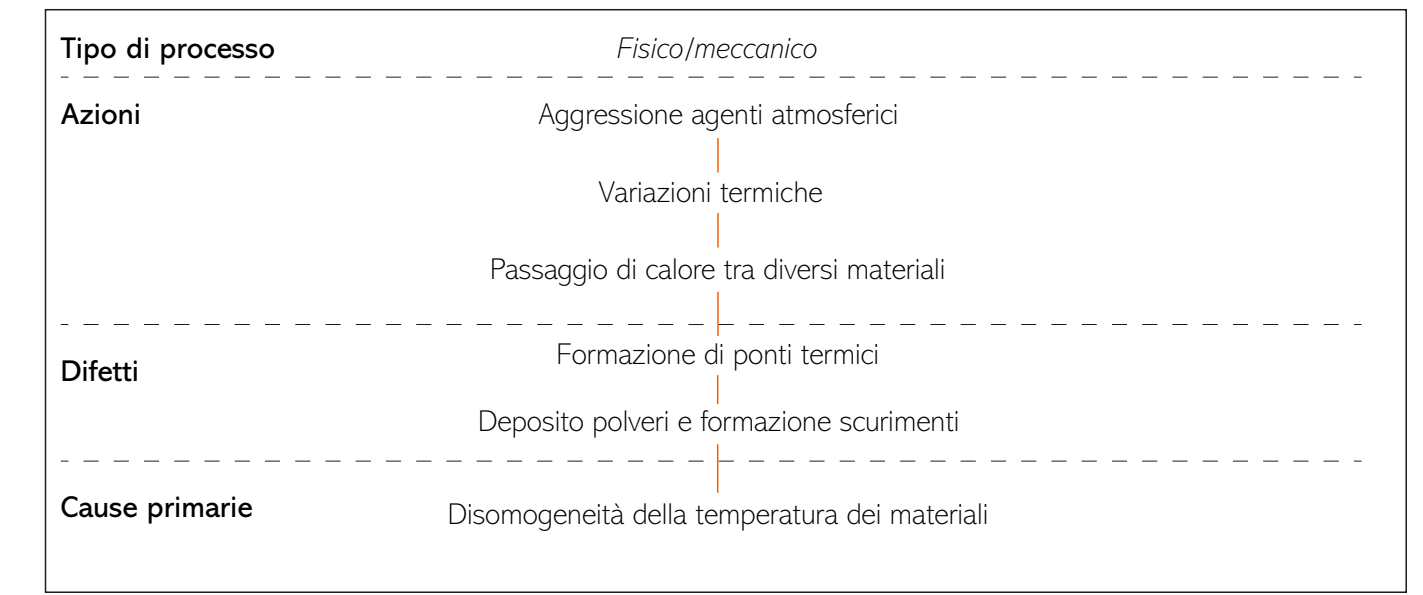 Tipo di processo Fisico/meccanico
Azioni Aggressione agenti atmosferici
Variazioni termiche
Passaggio di calore tra diversi materiali
Formazione di ponti termici
Difetti
Deposito polveri e formazione scurimenti
Cause primarie
Disomogeneità della temperatura dei materiali